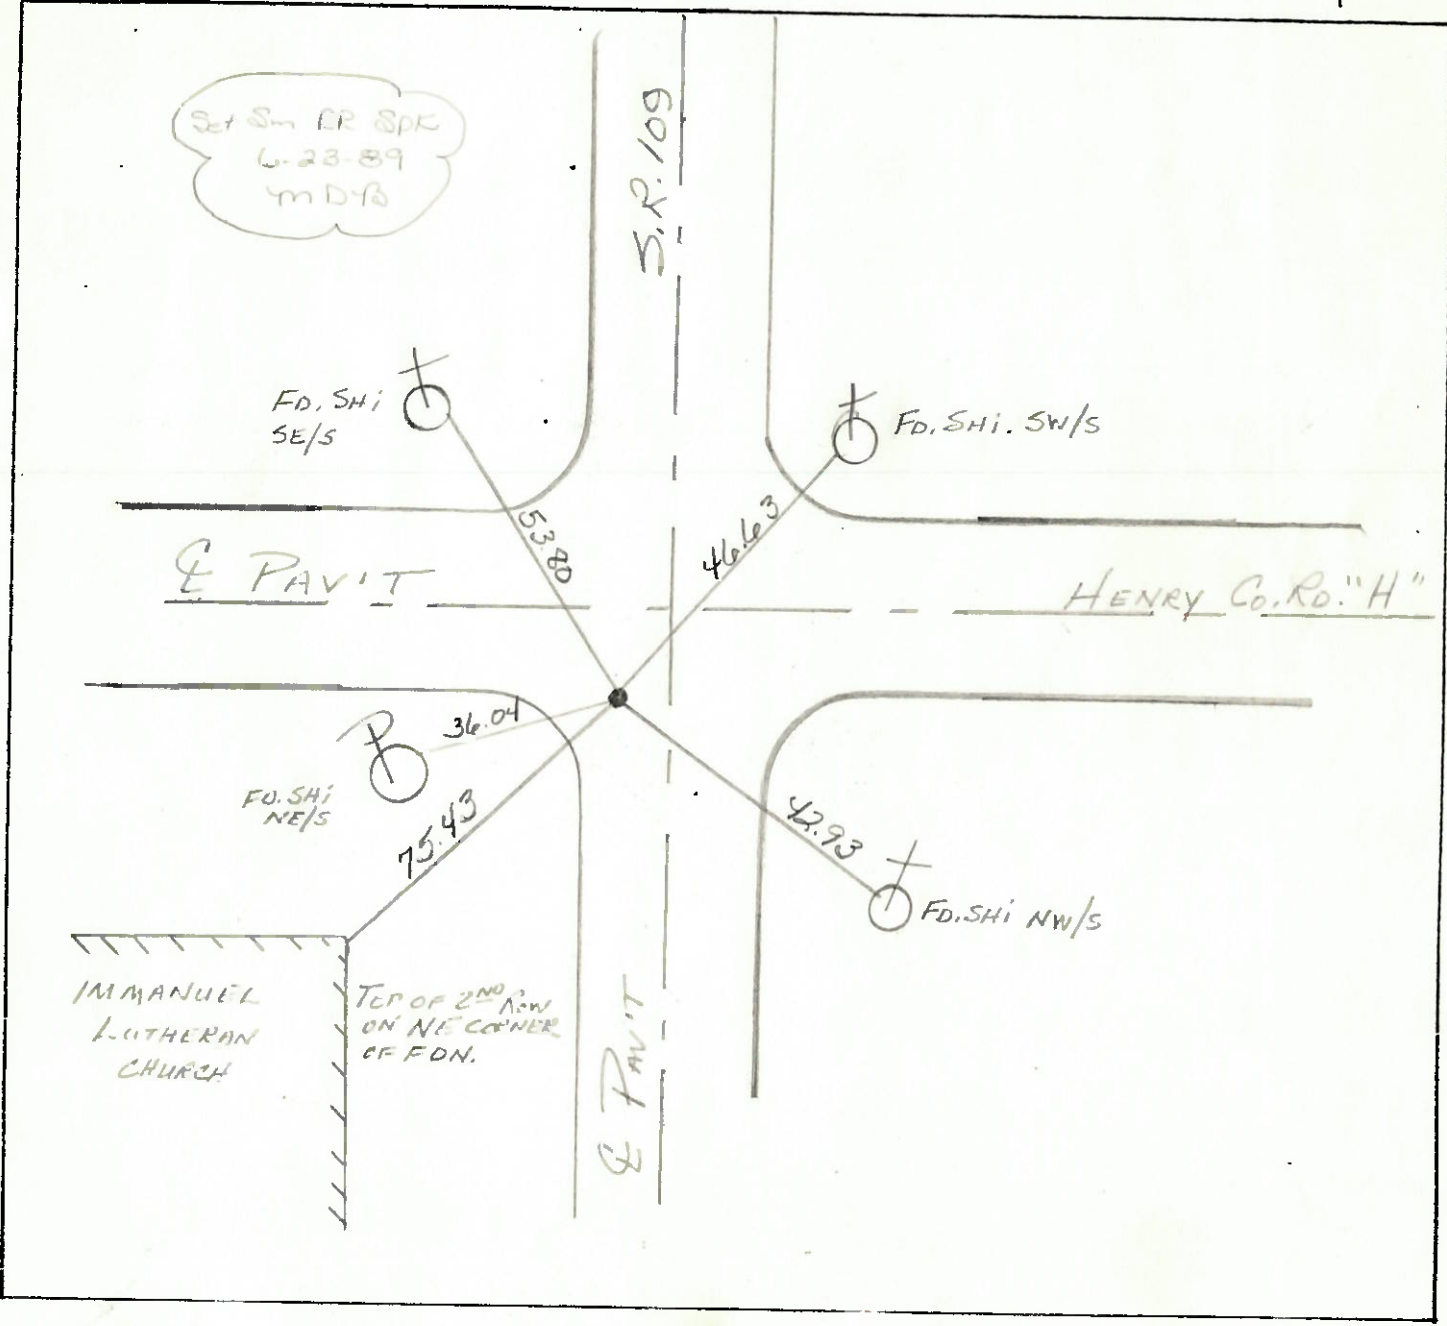 Set Sm RR Spk
6-23-89
S.R. 109
FD. SHI
SE/S
FD. SHI. SW/S
53.80
46.63
℄ PAV'T
HENRY CO. RD. "H"
36.04
FD. SHI
NE/S
75.43
42.93
FD. SHI NW/S
IMMANUEL
LUTHERAN
CHURCH
TOP OF 2ND ROW
ON NE CORNER
OF FDN.
℄ PAV'T